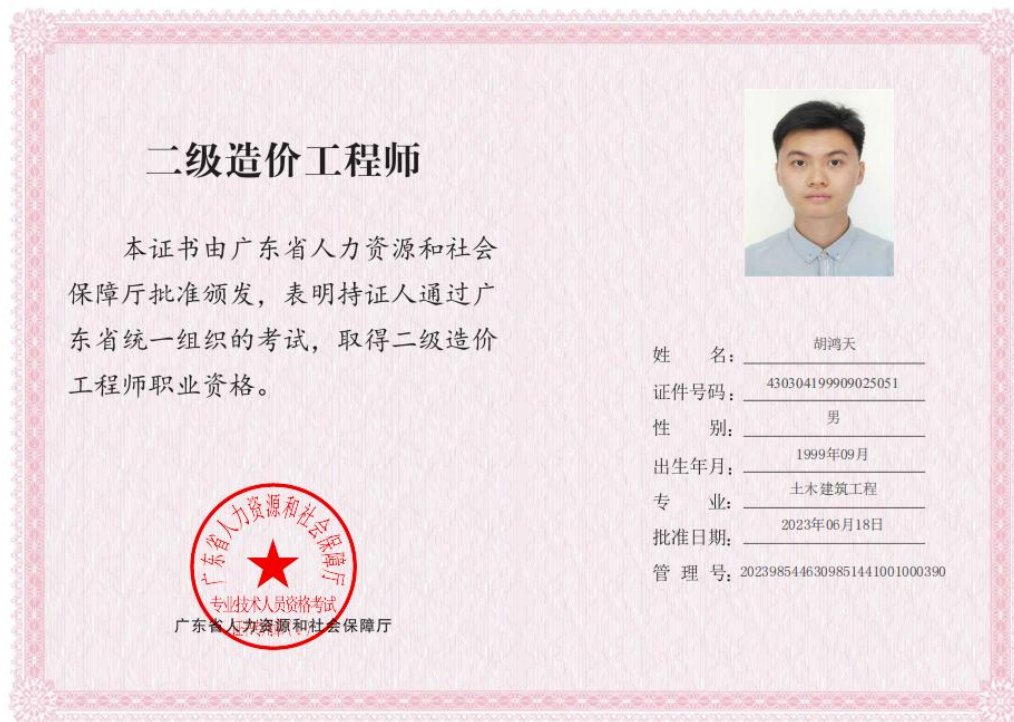 二级造价工程师
本证书由广东省人力资源和社会
保障厅批准颁发，表明持证人通过广
东省统一组织的考试，取得二级造价
工程师职业资格。
广东省人力资源和社会保障厅
专业技术人员资格考试
广东省人力资源和社会保障厅
姓 名：胡鸿天
证件号码：430304199909025051
性 别：男
出生年月：1999年09月
专 业：土木建筑工程
批准日期：2023年06月18日
管 理 号：2023985446309851441001000390